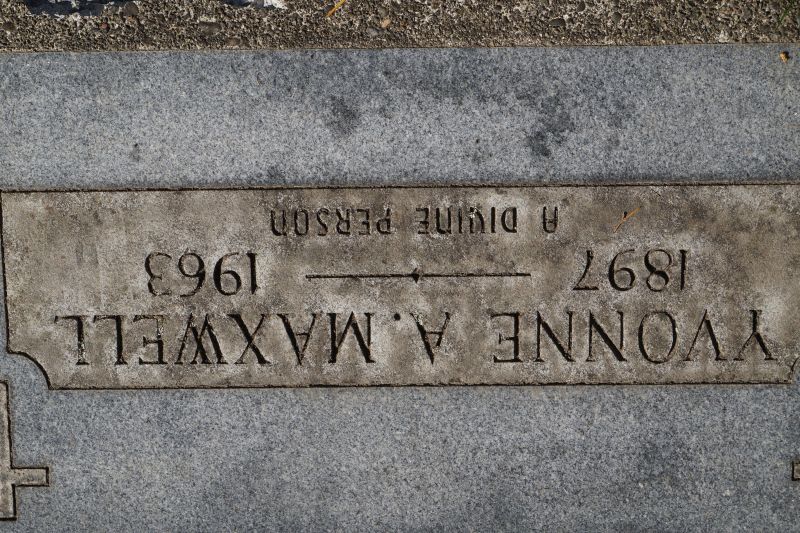 YVONNE A. MAXWELL
1897 1963
A DIVINE PERSON